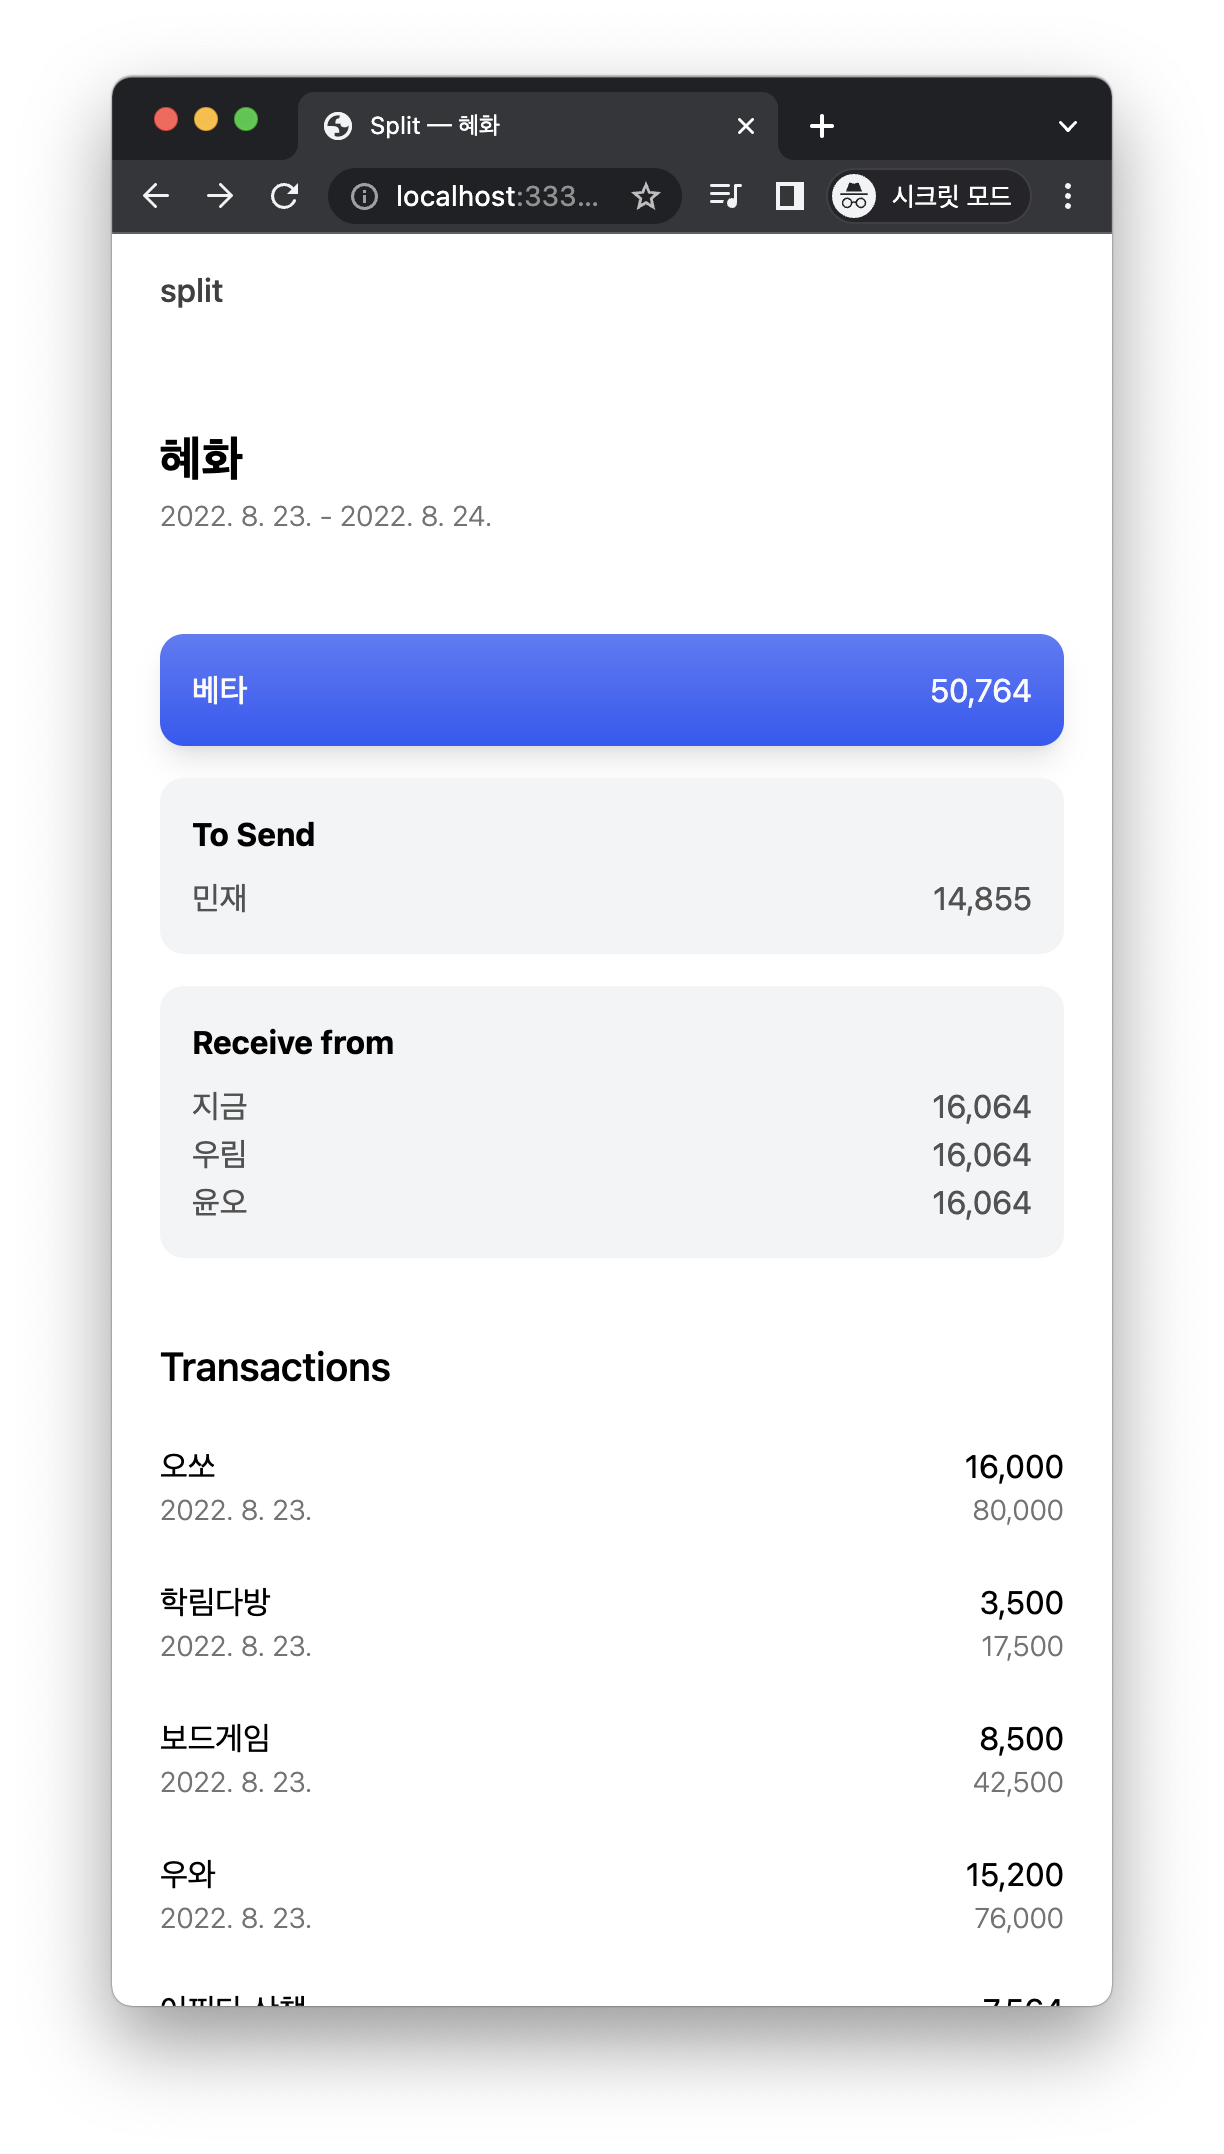 Split — 혜화
localhost:333...
시크릿 모드
split
혜화
2022. 8. 23. - 2022. 8. 24.
베타 50,764
To Send
민재 14,855
Receive from
지금 16,064
우림 16,064
윤오 16,064
Transactions
오쏘 16,000
2022. 8. 23. 80,000
학림다방 3,500
2022. 8. 23. 17,500
보드게임 8,500
2022. 8. 23. 42,500
우와 15,200
2022. 8. 23. 76,000
7,564